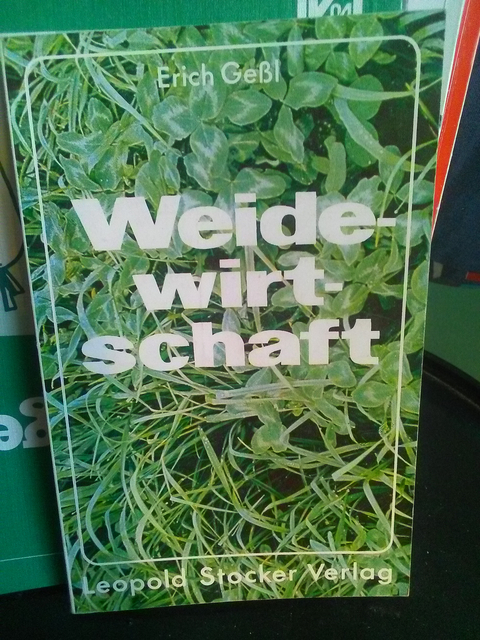 Erich Geßl
Weide-
wirt-
schaft
Leopold Stocker Verlag